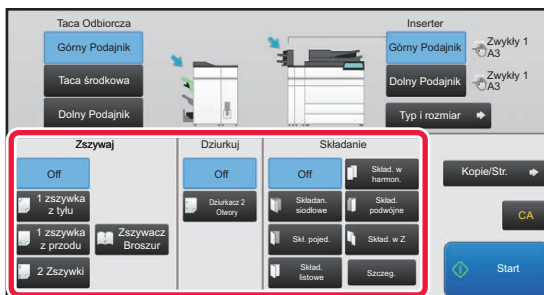 Taca Odbiorcza
Inserter
Górny Podajnik
Górny Podajnik
Zwykły 1
A3
Taca środkowa
Dolny Podajnik
Zwykły 1
A3
Dolny Podajnik
Typ i rozmiar
Zszywaj
Dziurkuj
Składanie
Off
Off
Off
Skład. w
harmon.
Kopie/Str.
1 zszywka
z tyłu
Dziurkacz 2
Otwory
Składan.
siodłowe
Skład.
podwójne
CA
1 zszywka
z przodu
Zszywacz
Broszur
Skł. pojed.
Skład. w Z
2 Zszywki
Skład.
listowe
Szczeg.
Start